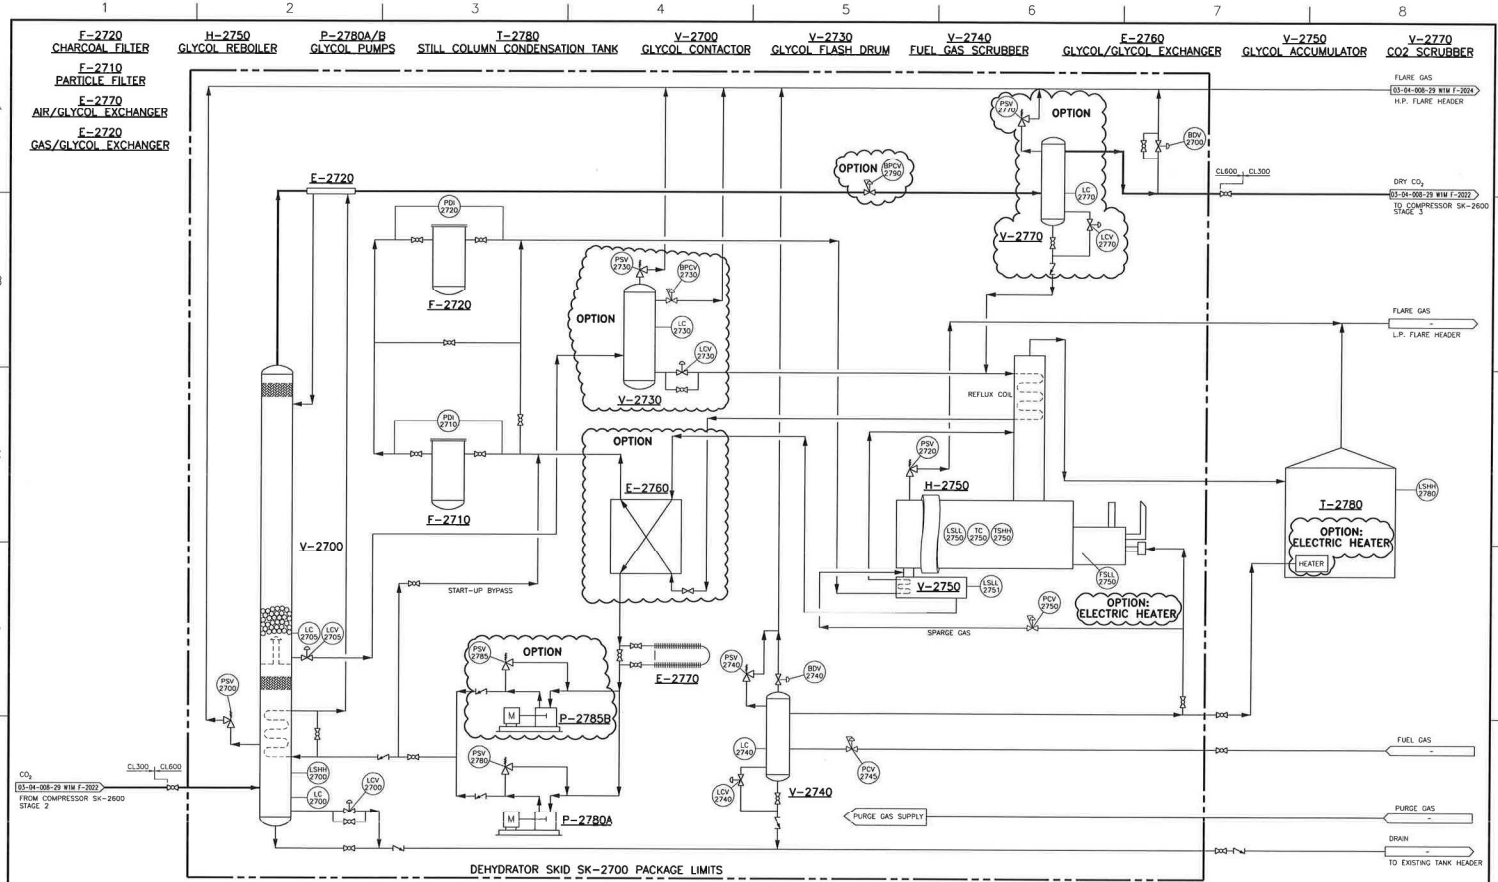 1 2 3 4 5 6 7 8
F-2720
CHARCOAL FILTER
H-2750
GLYCOL REBOILER
P-2780A/B
GLYCOL PUMPS
T-2780
STILL COLUMN CONDENSATION TANK
V-2700
GLYCOL CONTACTOR
V-2730
GLYCOL FLASH DRUM
V-2740
FUEL GAS SCRUBBER
E-2760
GLYCOL/GLYCOL EXCHANGER
V-2750
GLYCOL ACCUMULATOR
V-2770
CO2 SCRUBBER
F-2710
PARTICLE FILTER
E-2770
AIR/GLYCOL EXCHANGER
E-2720
GAS/GLYCOL EXCHANGER
FLARE GAS
03-04-008-29 W1M F-2024
H.P. FLARE HEADER
PSV
2770
OPTION
BDV
2700
CL600
CL300
E-2720
OPTION
BPCV
2790
LC
2770
DRY CO₂
03-04-008-29 W1M F-2022
TO COMPRESSOR SK-2600
STAGE 3
PDI
2720
V-2770
LCV
2770
F-2720
PSV
2730
BPCV
2730
OPTION
LC
2730
LCV
2730
V-2730
FLARE GAS
-
L.P. FLARE HEADER
REFLUX COIL
PDI
2710
F-2710
OPTION
E-2760
PSV
2720
H-2750
LSLL
2750
TC
2750
TSHH
2750
LSHH
2780
T-2780
OPTION:
ELECTRIC HEATER
HEATER
V-2700
START-UP BYPASS
V-2750
LSLL
2751
FSLL
2750
OPTION:
ELECTRIC HEATER
PCV
2750
SPARGE GAS
LC
2705
LCV
2705
PSV
2785
OPTION
M
P-2785B
E-2770
PSV
2740
BDV
2740
PSV
2700
LC
2740
PCV
2745
FUEL GAS
-
PSV
2780
CO₂
CL300
CL600
03-04-008-29 W1M F-2022
FROM COMPRESSOR SK-2600
STAGE 2
LSHH
2700
LC
2700
LCV
2700
LCV
2740
V-2740
M
P-2780A
PURGE GAS SUPPLY
PURGE GAS
-
DRAIN
-
TO EXISTING TANK HEADER
DEHYDRATOR SKID SK-2700 PACKAGE LIMITS